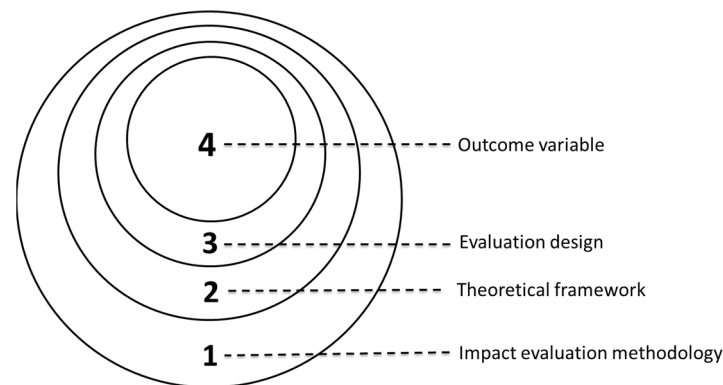 4 Outcome variable
3 Evaluation design
2 Theoretical framework
1 Impact evaluation methodology